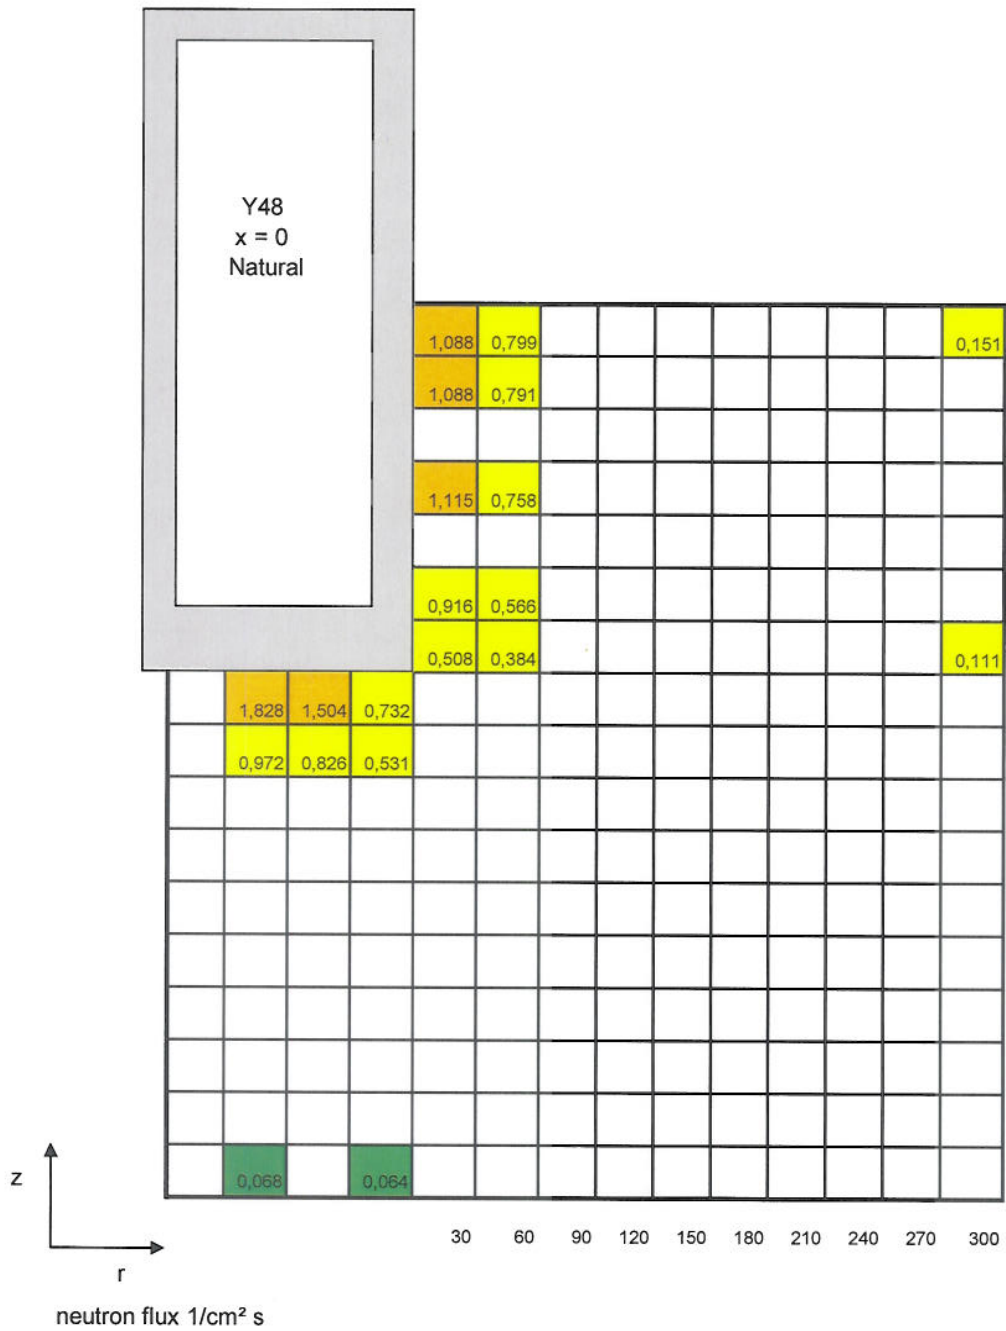 Y48
x = 0
Natural
1,088 0,799 0,151
1,088 0,791
1,115 0,758
0,916 0,566
0,508 0,384 0,111
1,828 1,504 0,732
0,972 0,826 0,531
0,068 0,064
z
30 60 90 120 150 180 210 240 270 300
r
neutron flux 1/cm² s